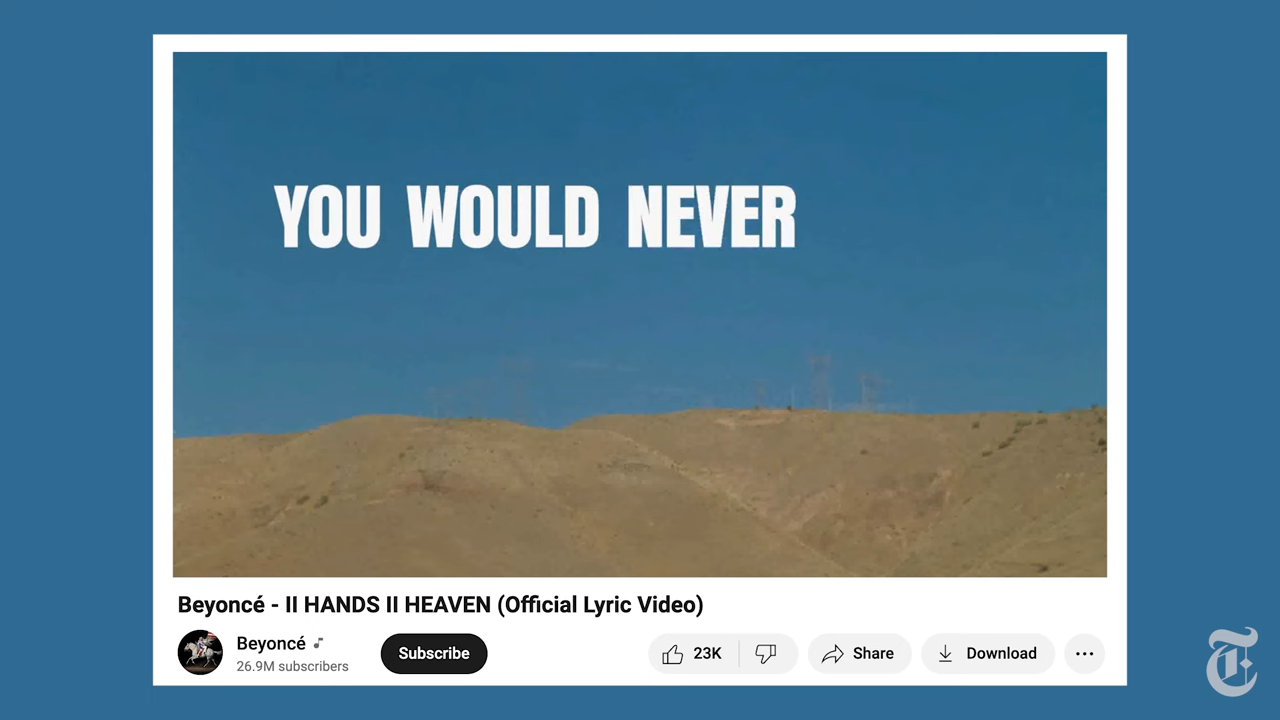 YOU WOULD NEVER
Beyoncé - II HANDS II HEAVEN (Official Lyric Video)
Beyoncé
26.9M subscribers
Subscribe
23K
Share
Download
T